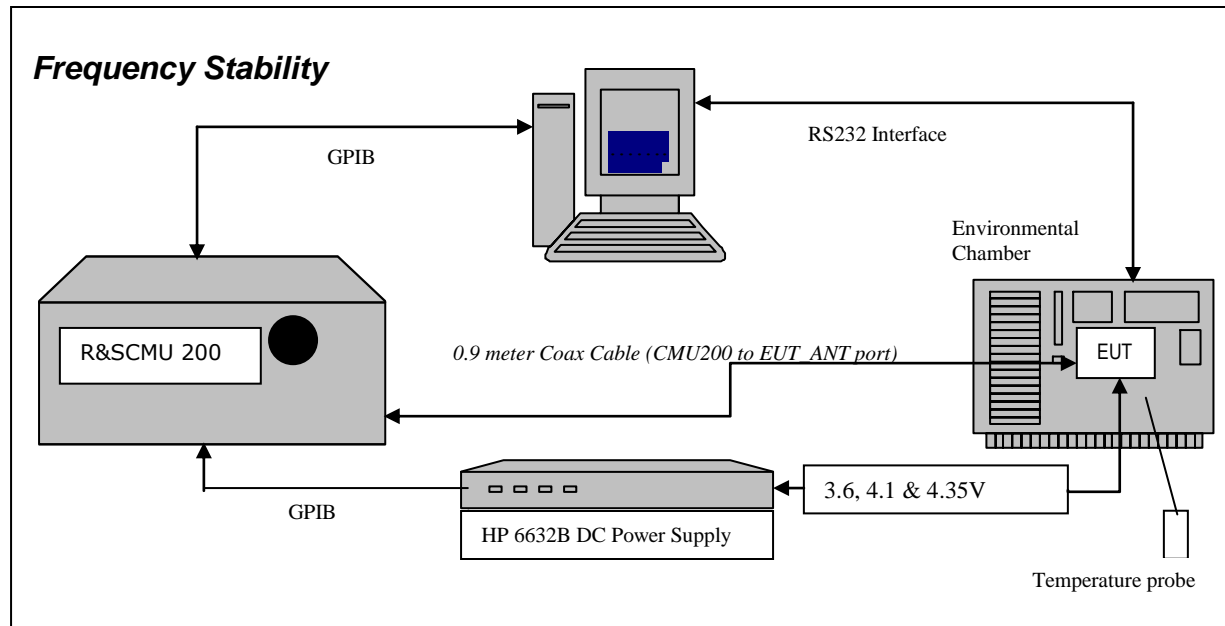 Frequency Stability
GPIB
RS232 Interface
Environmental
Chamber
R&SCMU 200
0.9 meter Coax Cable (CMU200 to EUT_ANT port)
EUT
3.6, 4.1 & 4.35V
GPIB
HP 6632B DC Power Supply
Temperature probe